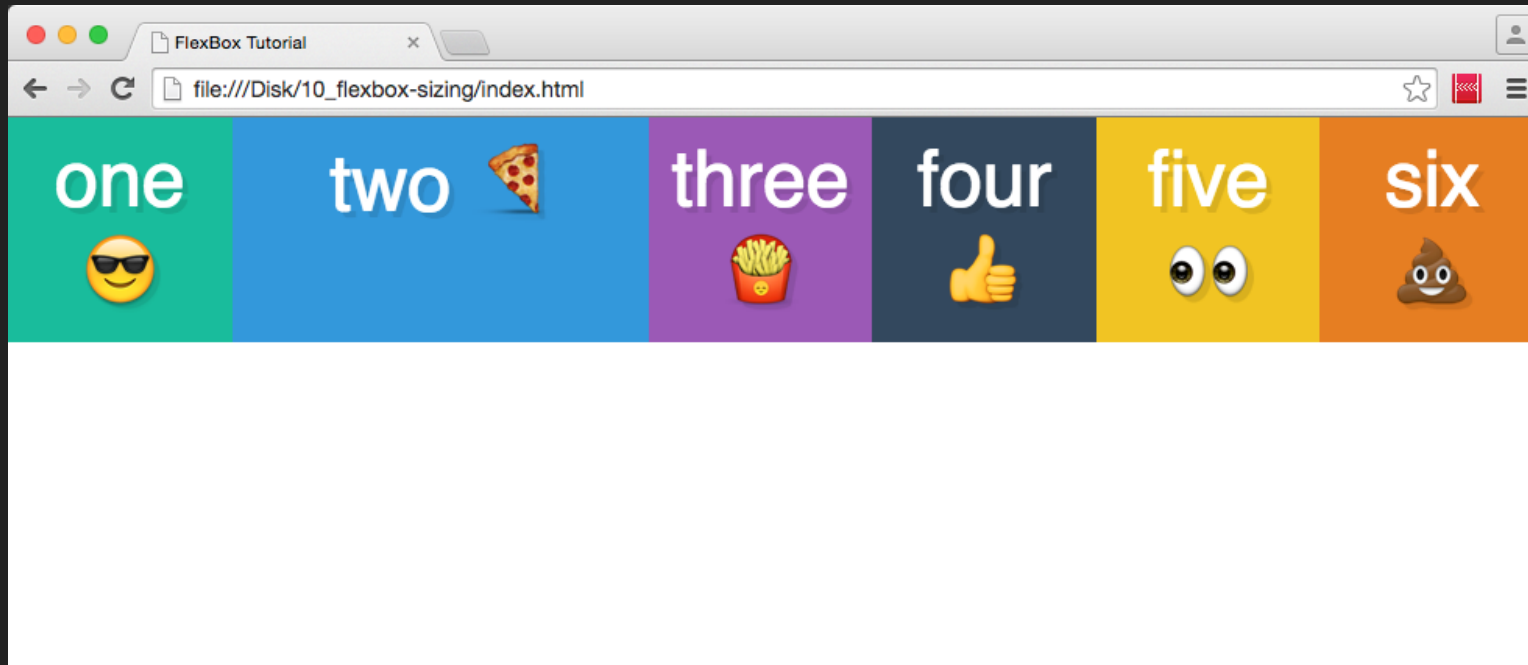 FlexBox Tutorial
file:///Disk/10_flexbox-sizing/index.html
one two 🍕 three four five six
😎 🍟 👍 👀 💩